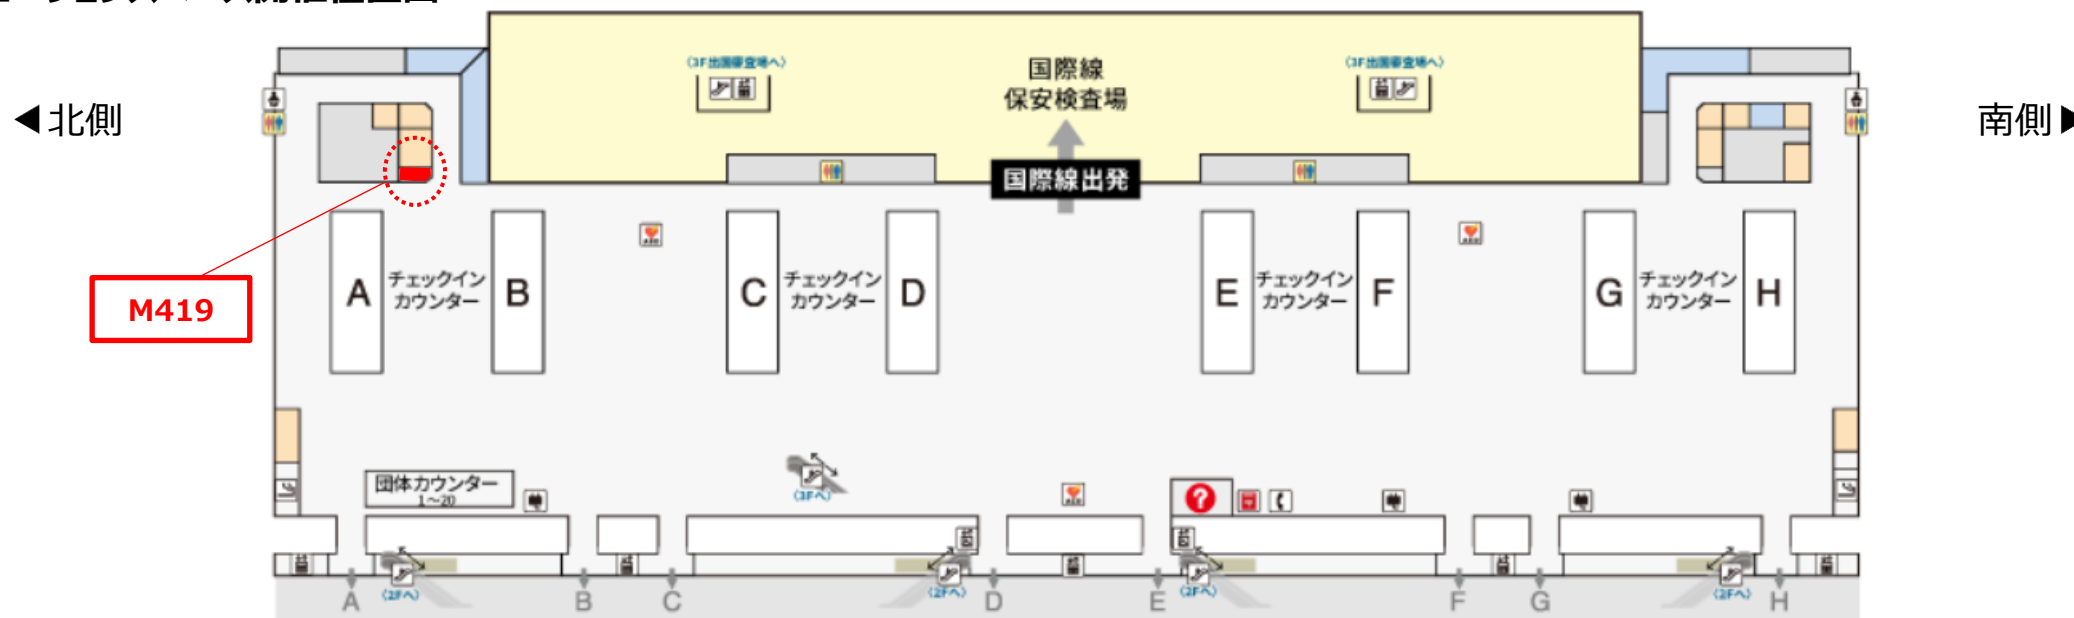 ◀北側
南側▶
〈3F出国審査場へ〉
国際線
保安検査場
〈3F出国審査場へ〉
国際線出発
M419
A
チェックイン
カウンター
B
C
チェックイン
カウンター
D
E
チェックイン
カウンター
F
G
チェックイン
カウンター
H
団体カウンター
1〜20
〈3Fへ〉
?
A
〈2Fへ〉
B
C
〈2Fへ〉
D
E
〈2Fへ〉
F
G
〈2Fへ〉
H